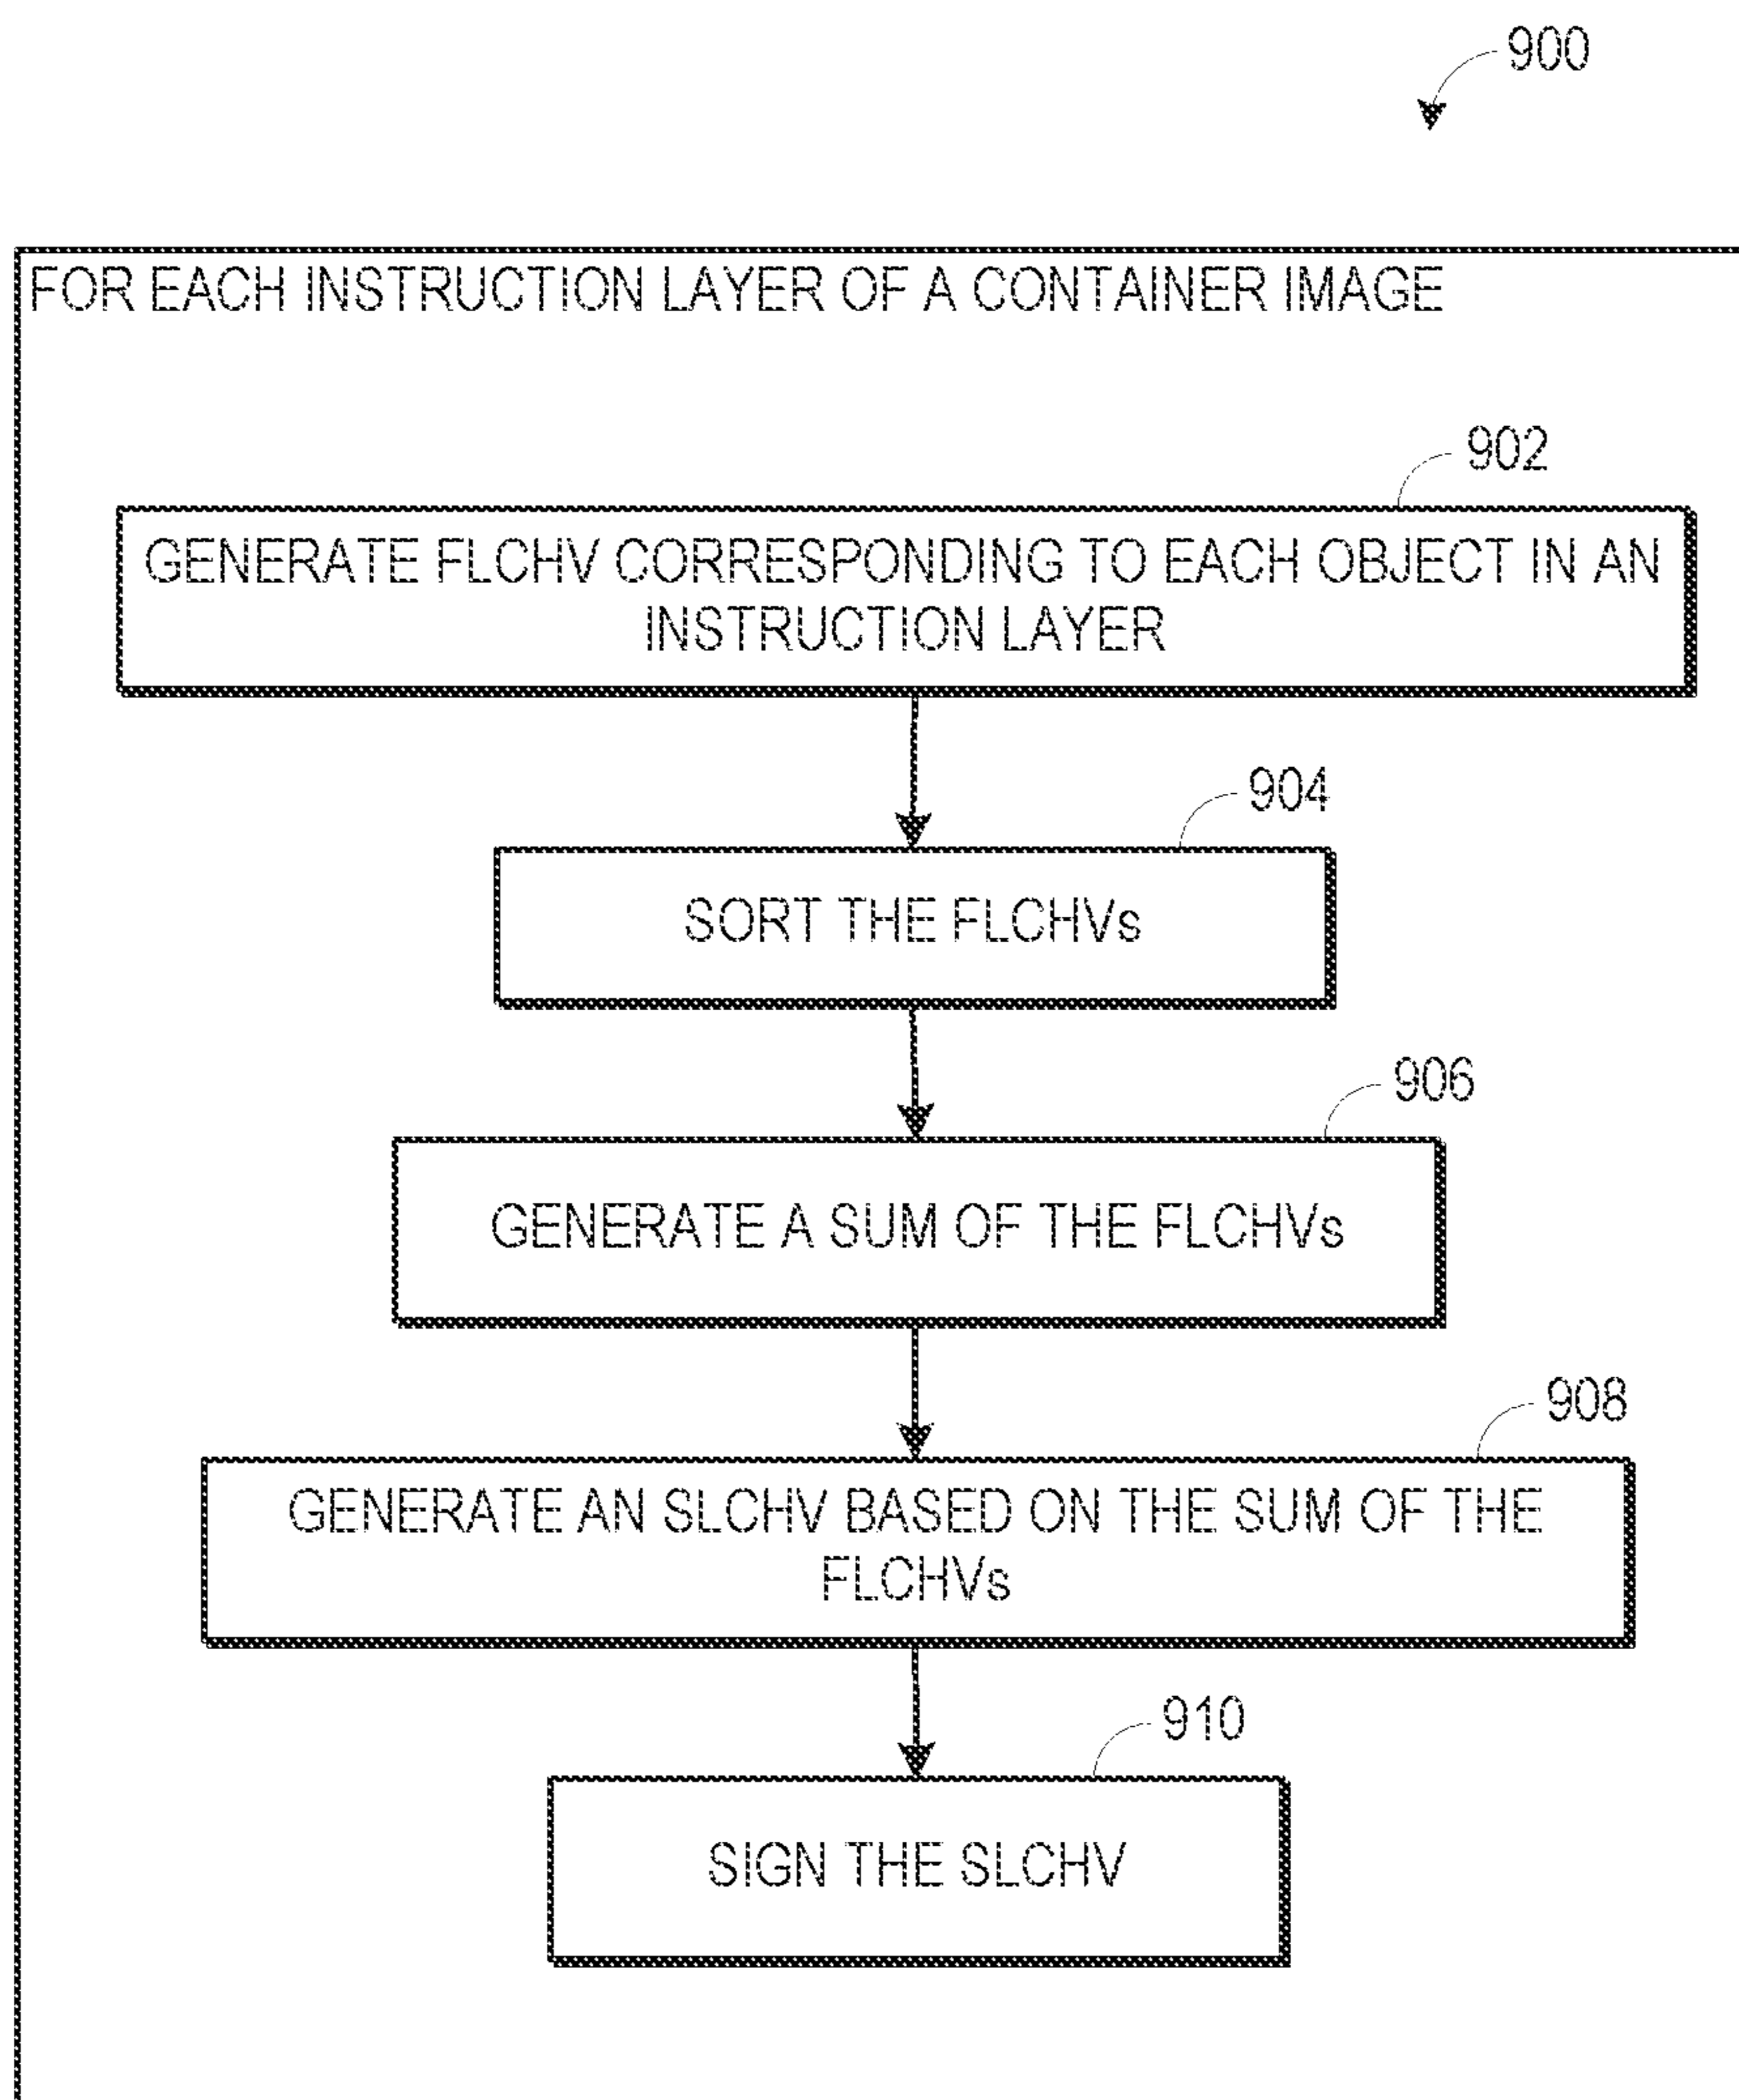 900
FOR EACH INSTRUCTION LAYER OF A CONTAINER IMAGE
902
GENERATE FLCHV CORRESPONDING TO EACH OBJECT IN AN
INSTRUCTION LAYER
904
SORT THE FLCHVs
906
GENERATE A SUM OF THE FLCHVs
908
GENERATE AN SLCHV BASED ON THE SUM OF THE
FLCHVs
910
SIGN THE SLCHV